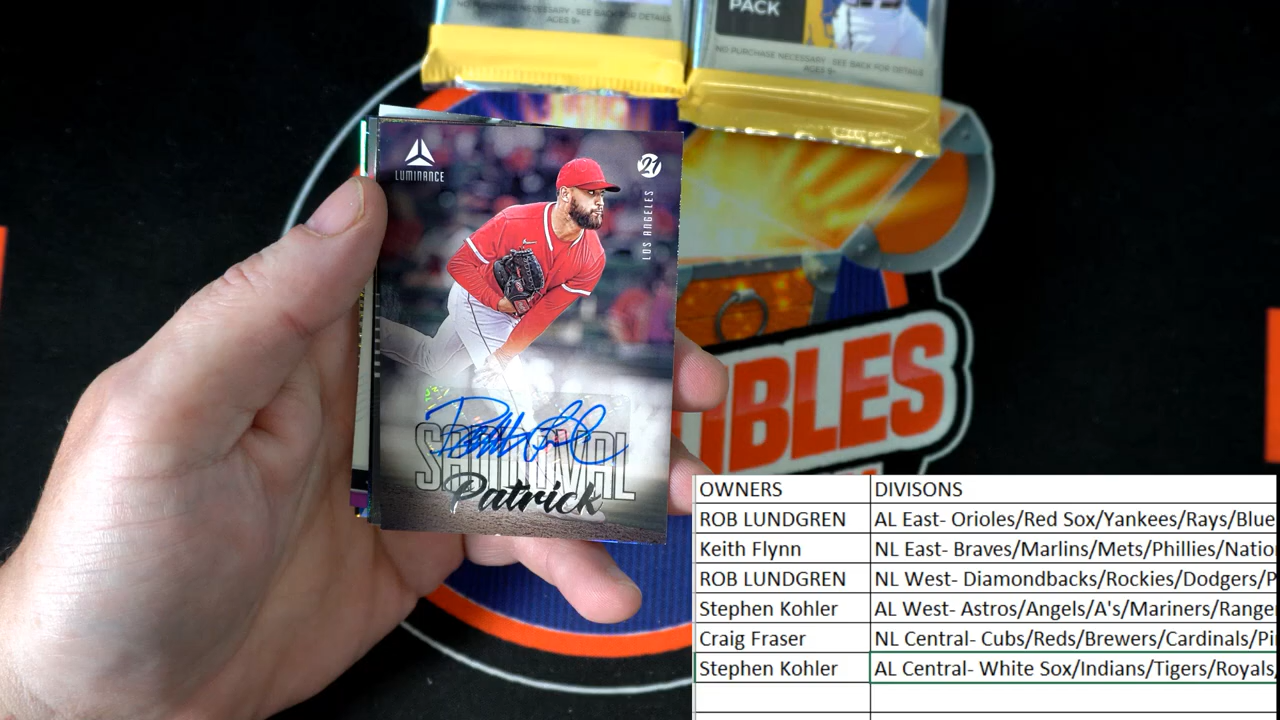 NO PURCHASE NECESSARY. SEE BACK FOR DETAILS
AGES 9+
PACK
NO PURCHASE NECESSARY. SEE BACK FOR DETAILS
AGES 9+
LUMINANCE
21
LOS ANGELES
SANDOVAL
Patrick
IBLES
OWNERS DIVISONS
ROB LUNDGREN AL East- Orioles/Red Sox/Yankees/Rays/Blue
Keith Flynn NL East- Braves/Marlins/Mets/Phillies/Natio
ROB LUNDGREN NL West- Diamondbacks/Rockies/Dodgers/P
Stephen Kohler AL West- Astros/Angels/A's/Mariners/Range
Craig Fraser NL Central- Cubs/Reds/Brewers/Cardinals/Pi
Stephen Kohler AL Central- White Sox/Indians/Tigers/Royals/